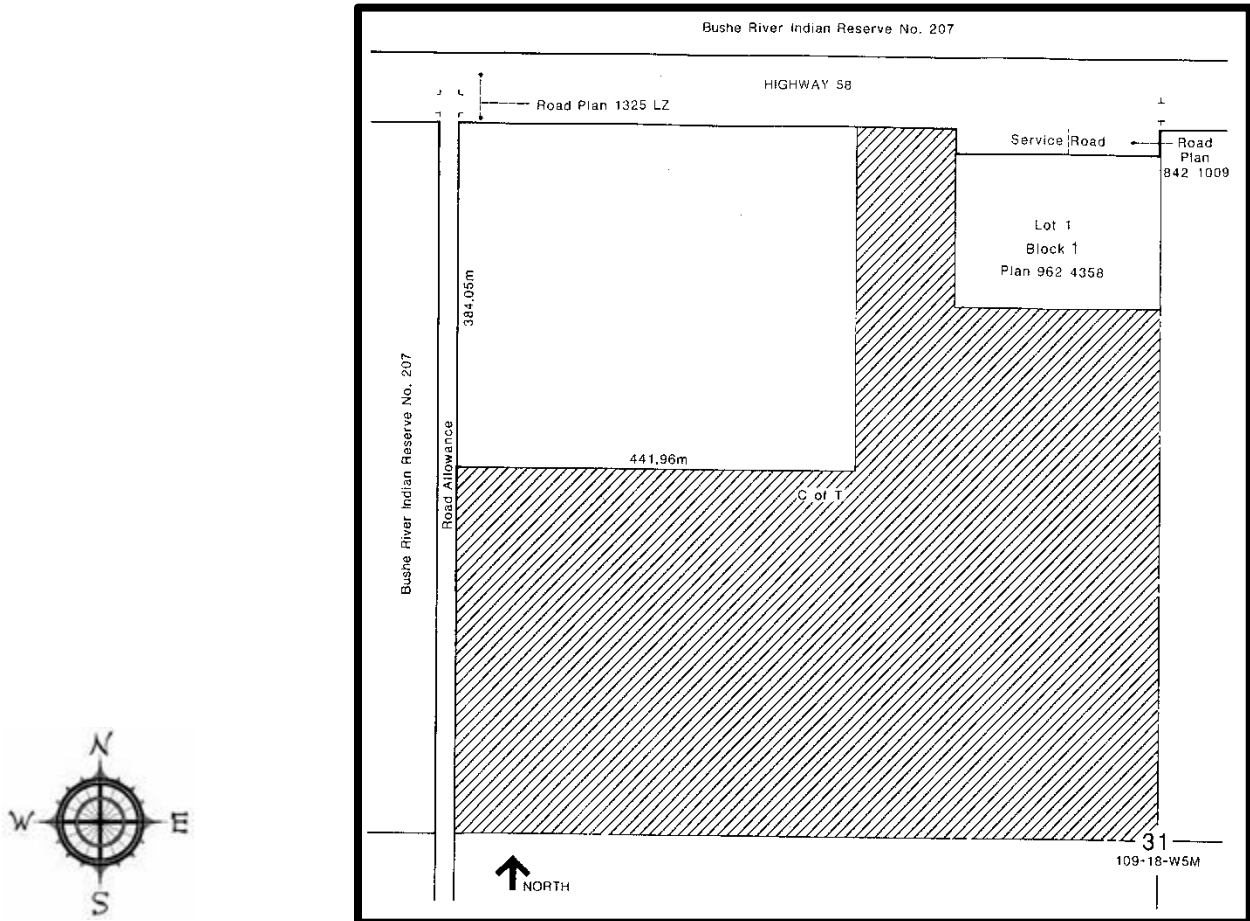 Bushe River Indian Reserve No. 207
HIGHWAY 58
Road Plan 1325 LZ
Service Road
Road
Plan
842 1009
Lot 1
Block 1
Plan 962 4358
384.05m
Bushe River Indian Reserve No. 207
Road Allowance
441.96m
C of T
31
109-18-W5M
NORTH
N
W
E
S